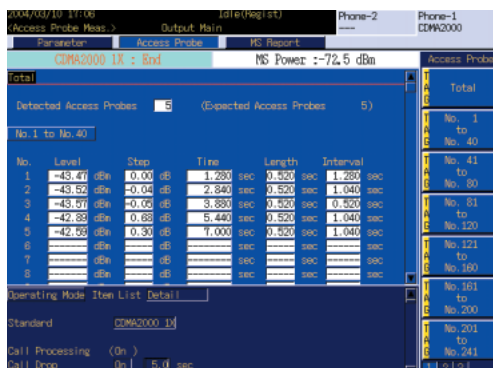 2004/03/10 17:06 Idle(Regist) Phone-2 Phone-1
<Access Probe Meas.> Output Main ---- CDMA2000
Parameter Access Probe MS Report
CDMA2000 1X : End MS Power :-72.5 dBm Access Probe
Total
TAG Total
Detected Access Probes 5 (Expected Access Probes 5)
TAG No. 1 to No. 40
No.1 to No.40
No. Level Step Time Length Interval
1 -43.47 dBm 0.00 dB 1.280 sec 0.520 sec 1.280 sec
2 -43.52 dBm -0.04 dB 2.840 sec 0.520 sec 1.040 sec
3 -43.57 dBm -0.05 dB 3.880 sec 0.520 sec 0.520 sec
4 -42.89 dBm 0.68 dB 5.440 sec 0.520 sec 1.040 sec
5 -42.59 dBm 0.30 dB 7.000 sec 0.520 sec 1.040 sec
6 ------ dBm ------ dB ------ sec ------ sec ------ sec
7 ------ dBm ------ dB ------ sec ------ sec ------ sec
8 ------ dBm ------ dB ------ sec ------ sec ------ sec
TAG No. 41 to No. 80
TAG No. 81 to No.120
TAG No.121 to No.160
TAG No.161 to No.200
TAG No.201 to No.241
Operating Mode Item List Detail
Standard CDMA2000 1X
Call Processing (On )
Call Drop On 5.0 sec
1 2